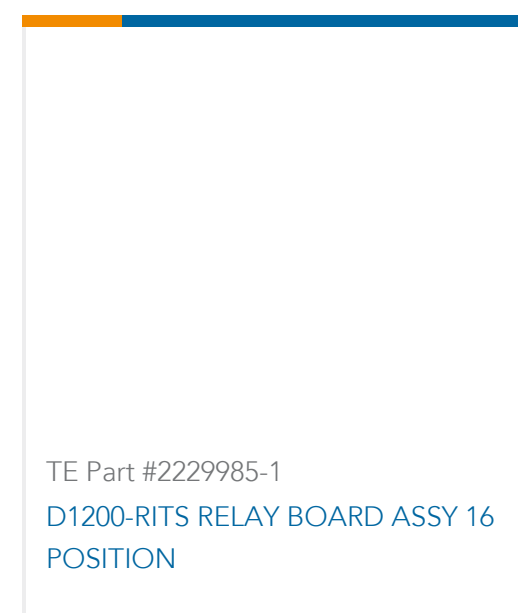 TE Part #2229985-1
D1200-RITS RELAY BOARD ASSY 16
POSITION